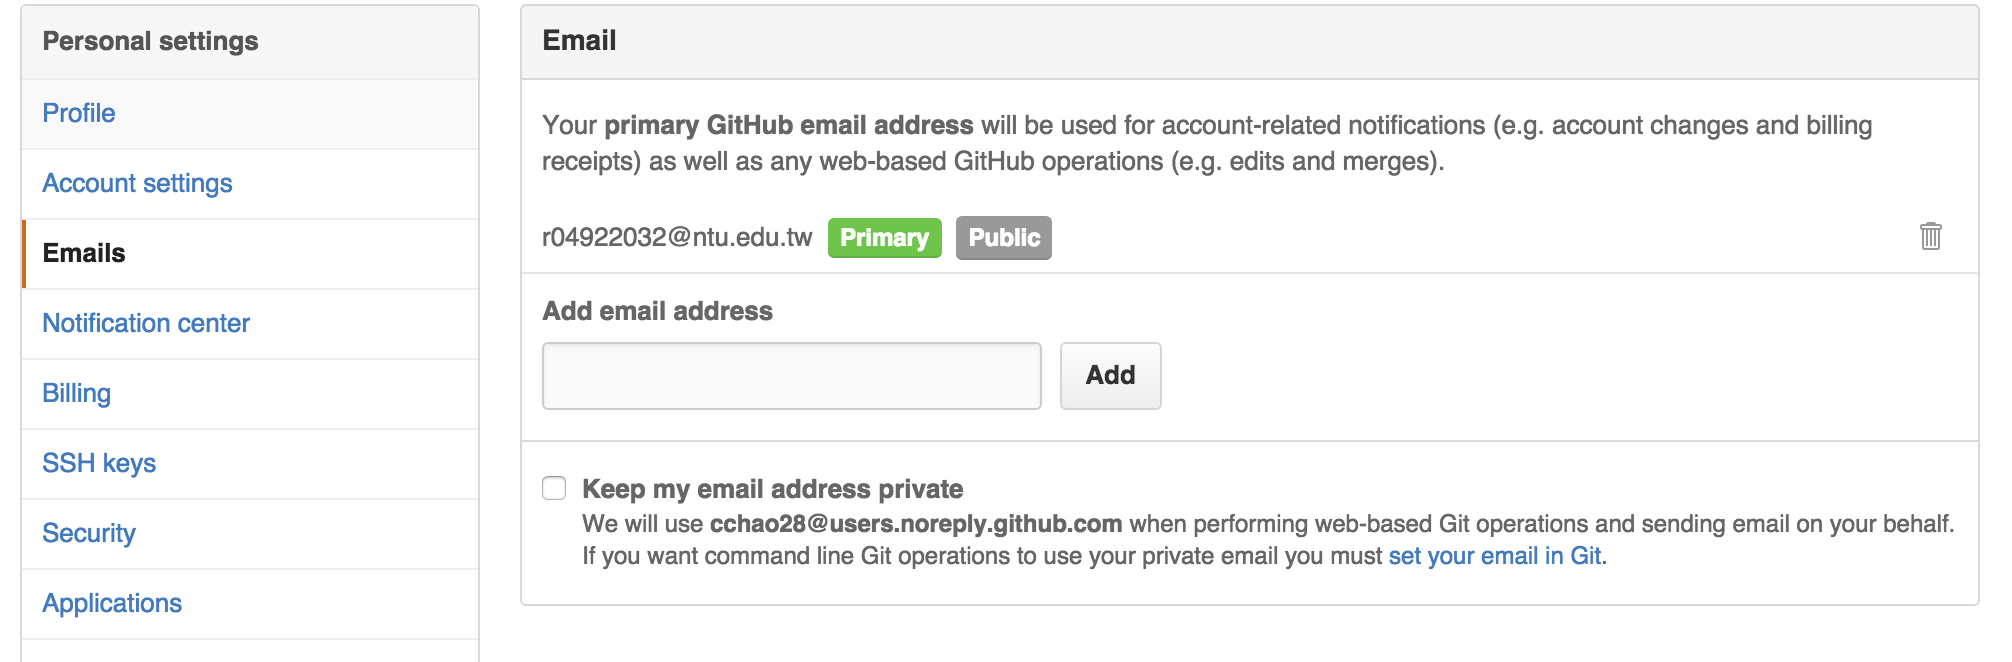 Personal settings
Profile
Account settings
Emails
Notification center
Billing
SSH keys
Security
Applications
Email
Your primary GitHub email address will be used for account-related notifications (e.g. account changes and billing
receipts) as well as any web-based GitHub operations (e.g. edits and merges).
r04922032@ntu.edu.tw Primary Public
Add email address
Add
Keep my email address private
We will use cchao28@users.noreply.github.com when performing web-based Git operations and sending email on your behalf.
If you want command line Git operations to use your private email you must set your email in Git.